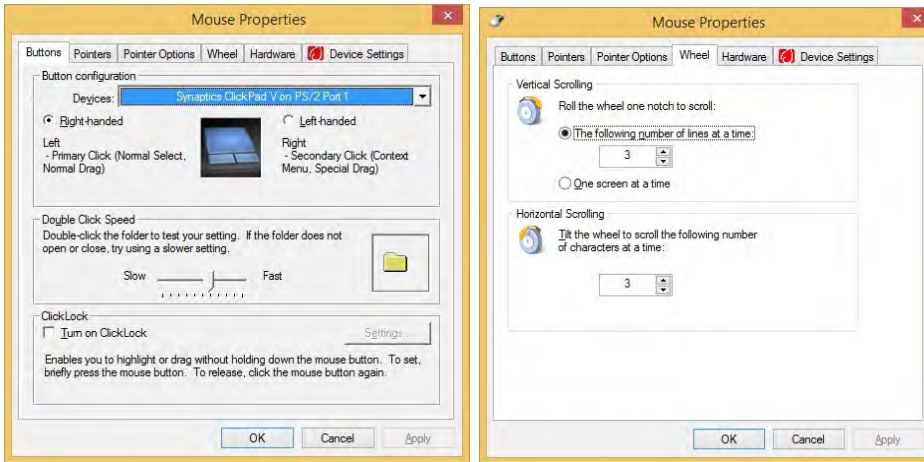 Mouse Properties
Buttons Pointers Pointer Options Wheel Hardware Device Settings
Button configuration
Devices: Synaptics ClickPad V on PS/2 Port 1
Right-handed
Left
- Primary Click (Normal Select,
Normal Drag)
Left-handed
Right
- Secondary Click (Context
Menu, Special Drag)
Double Click Speed
Double-click the folder to test your setting. If the folder does not
open or close, try using a slower setting.
Slow Fast
ClickLock
Turn on ClickLock
Settings...
Enables you to highlight or drag without holding down the mouse button. To set,
briefly press the mouse button. To release, click the mouse button again.
OK Cancel Apply
Mouse Properties
Buttons Pointers Pointer Options Wheel Hardware Device Settings
Vertical Scrolling
Roll the wheel one notch to scroll:
The following number of lines at a time:
3
One screen at a time
Horizontal Scrolling
Tilt the wheel to scroll the following number
of characters at a time:
3
OK Cancel Apply